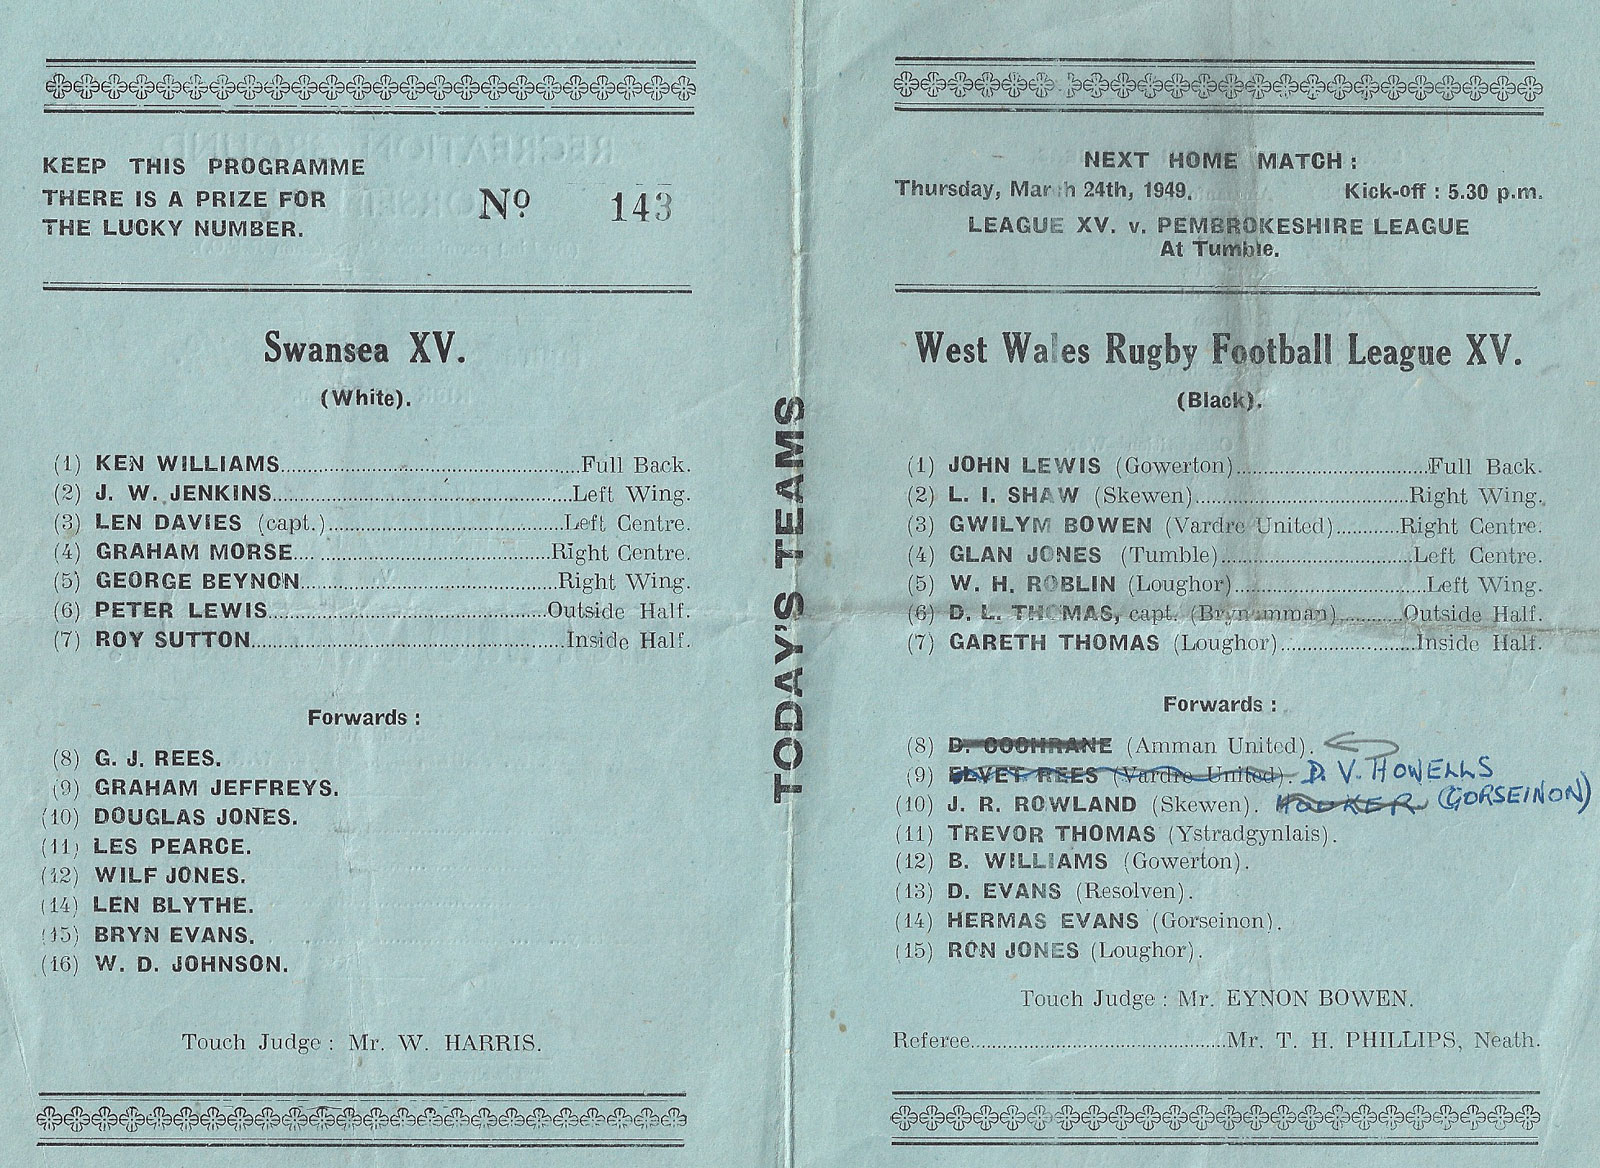 KEEP THIS PROGRAMME
THERE IS A PRIZE FOR
THE LUCKY NUMBER.
Nº 143
Swansea XV.
(White).
(1) KEN WILLIAMS....Full Back.
(2) J. W. JENKINS....Left Wing.
(3) LEN DAVIES (capt.)....Left Centre.
(4) GRAHAM MORSE....Right Centre.
(5) GEORGE BEYNON....Right Wing.
(6) PETER LEWIS....Outside Half.
(7) ROY SUTTON....Inside Half.
Forwards :
(8) G. J. REES.
(9) GRAHAM JEFFREYS.
(10) DOUGLAS JONES.
(11) LES PEARCE.
(12) WILF JONES.
(14) LEN BLYTHE.
(15) BRYN EVANS.
(16) W. D. JOHNSON.
Touch Judge : Mr. W. HARRIS.
TODAY'S TEAMS
NEXT HOME MATCH :
Thursday, March 24th, 1949. Kick-off : 5.30 p.m.
LEAGUE XV. v. PEMBROKESHIRE LEAGUE
At Tumble.
West Wales Rugby Football League XV.
(Black).
(1) JOHN LEWIS (Gowerton)....Full Back.
(2) L. I. SHAW (Skewen)....Right Wing.
(3) GWILYM BOWEN (Vardre United)....Right Centre.
(4) GLAN JONES (Tumble)....Left Centre.
(5) W. H. ROBLIN (Loughor)....Left Wing.
(6) D. L. THOMAS, capt. (Brynamman)....Outside Half.
(7) GARETH THOMAS (Loughor)....Inside Half.
Forwards :
(8) D. COCHRANE (Amman United).
(9) ELVET REES (Vardre United) D. V. HOWELLS
(10) J. R. ROWLAND (Skewen). HOOKER (GORSEINON)
(11) TREVOR THOMAS (Ystradgynlais).
(12) B. WILLIAMS (Gowerton).
(13) D. EVANS (Resolven).
(14) HERMAS EVANS (Gorseinon).
(15) RON JONES (Loughor).
Touch Judge : Mr. EYNON BOWEN.
Referee....Mr. T. H. PHILLIPS, Neath.